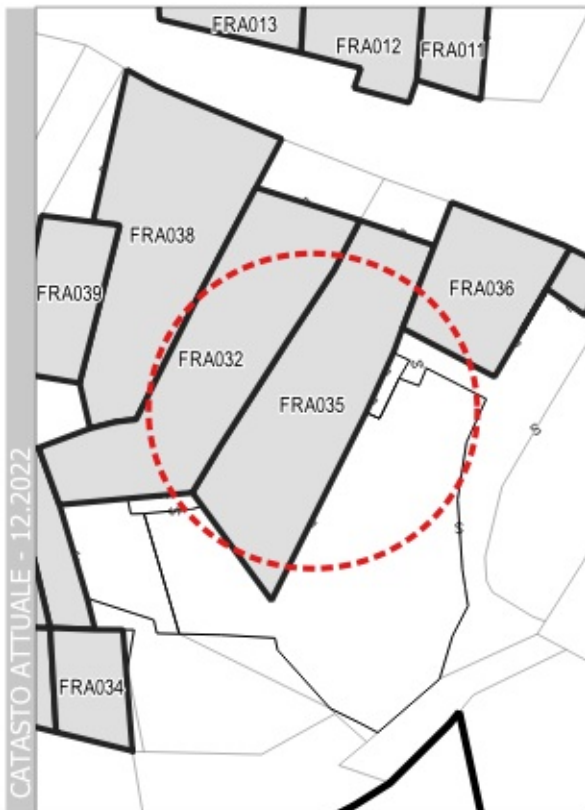 FRA013
FRA012
FRA011
FRA038
FRA036
FRA039
FRA032
FRA035
S
S
S
S
FRA034
CATASTO ATTUALE - 12.2022